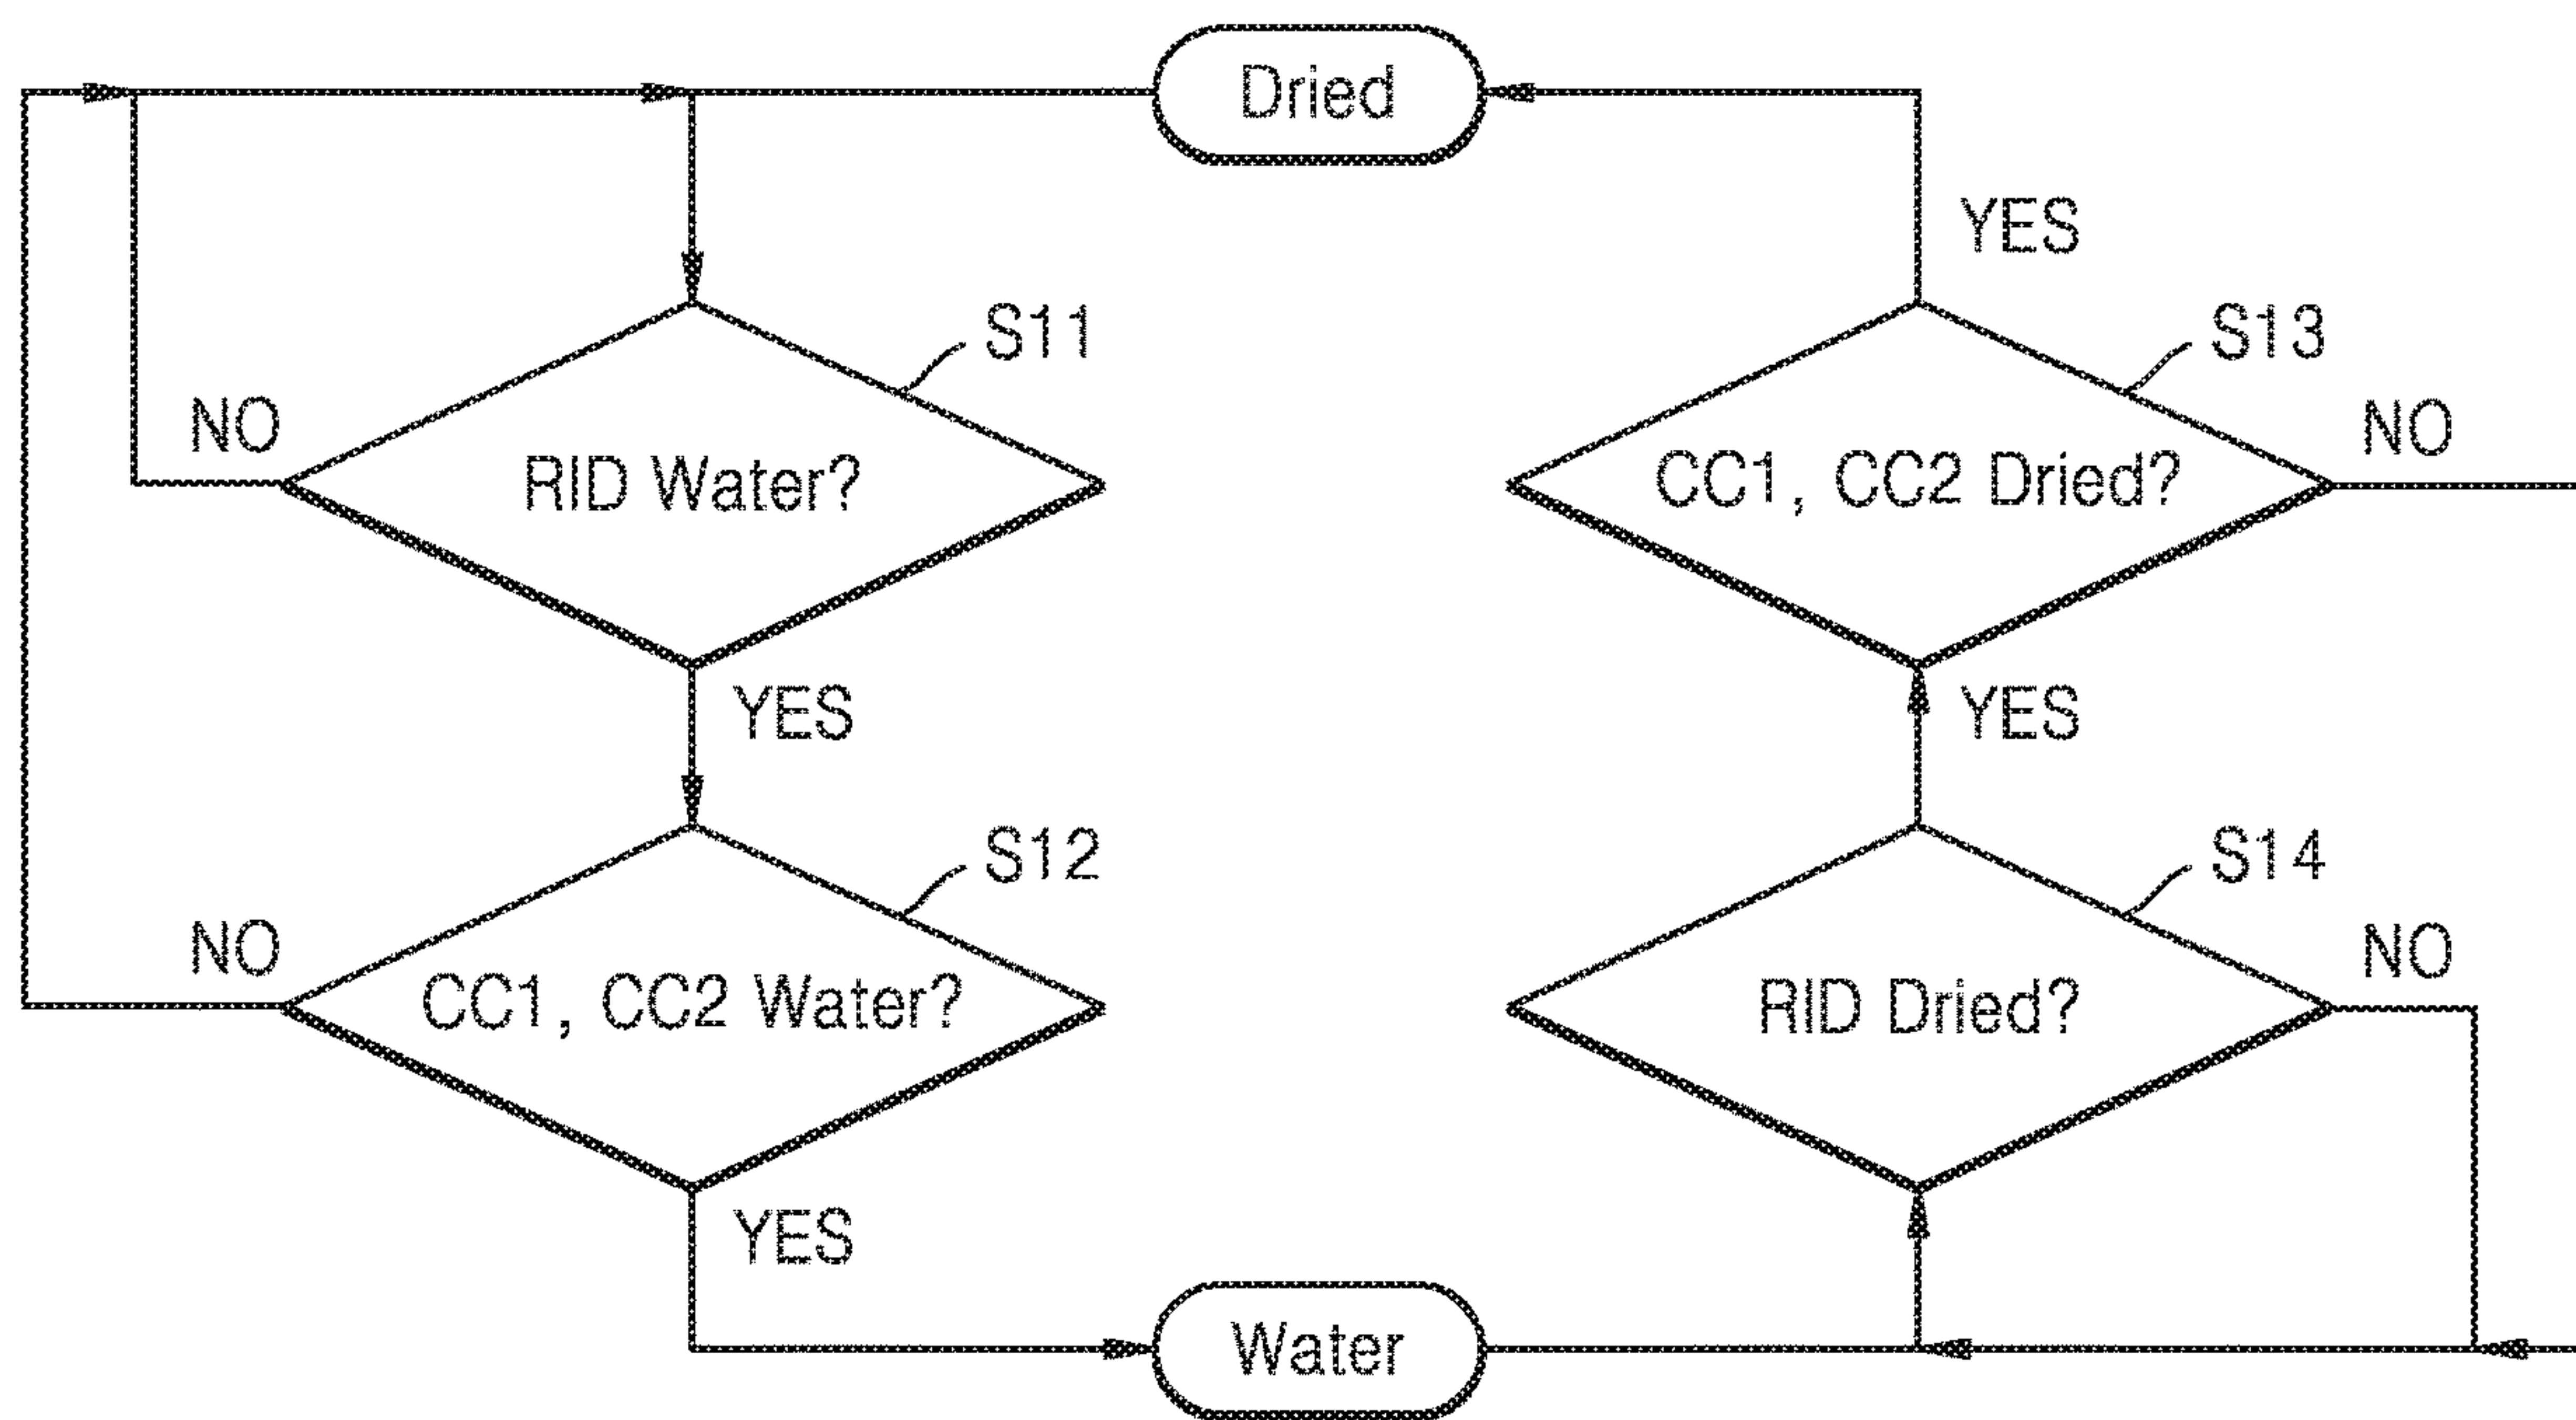 Dried
YES
S11
S13
NO
NO
RID Water?
CC1, CC2 Dried?
YES
YES
S12
S14
NO
NO
CC1, CC2 Water?
RID Dried?
YES
Water